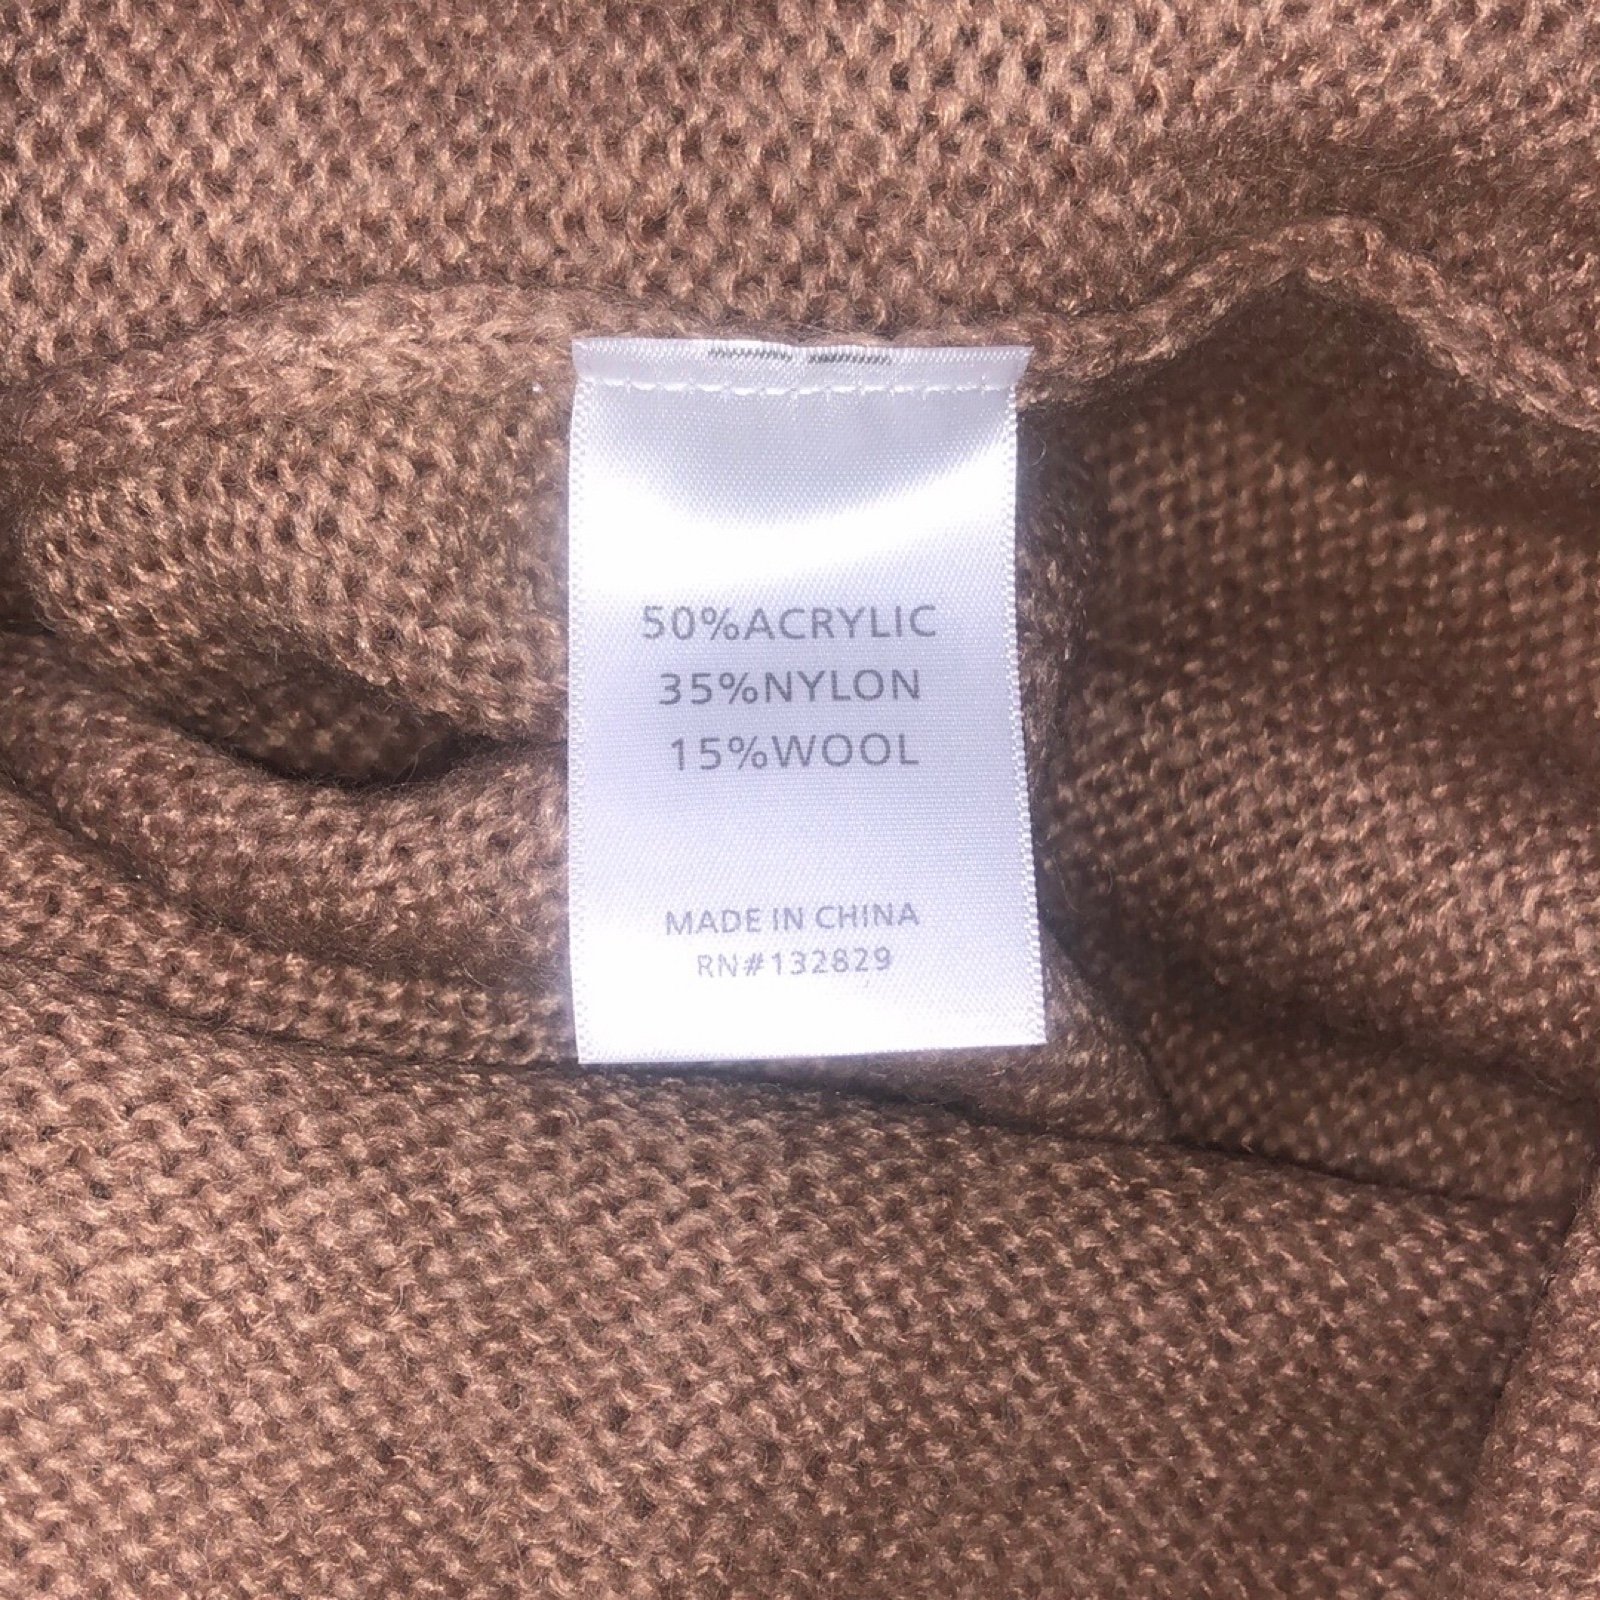 50%ACRYLIC
35%NYLON
15%WOOL
MADE IN CHINA
RN#132829